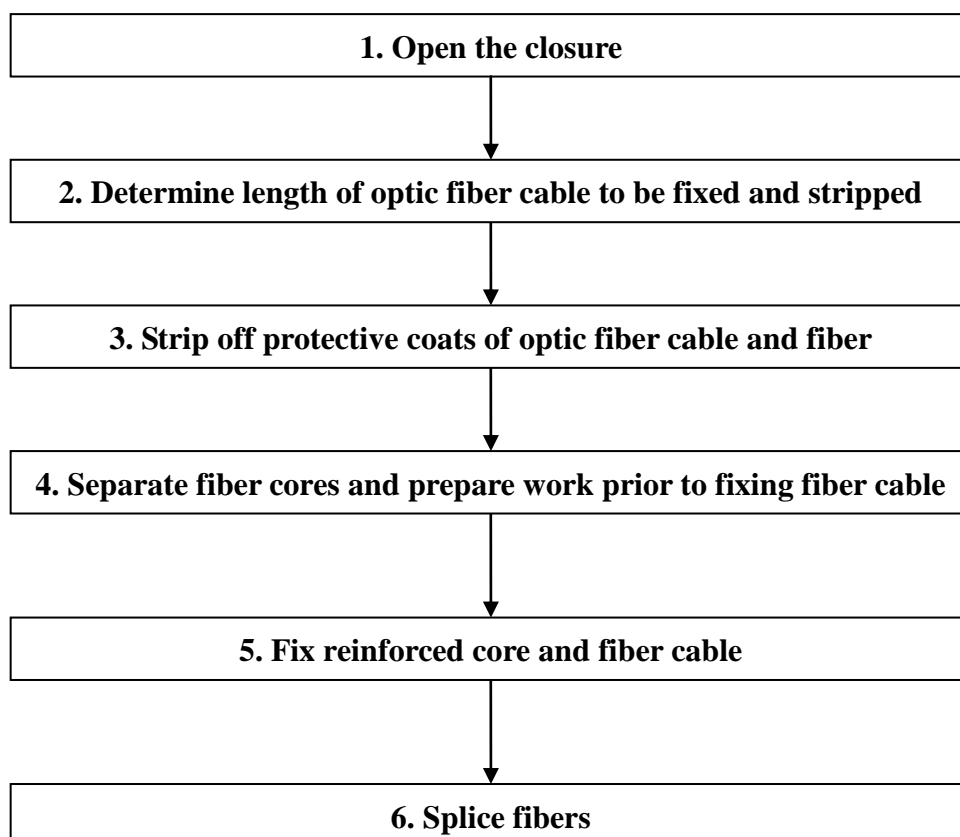 1. Open the closure
2. Determine length of optic fiber cable to be fixed and stripped
3. Strip off protective coats of optic fiber cable and fiber
4. Separate fiber cores and prepare work prior to fixing fiber cable
5. Fix reinforced core and fiber cable
6. Splice fibers